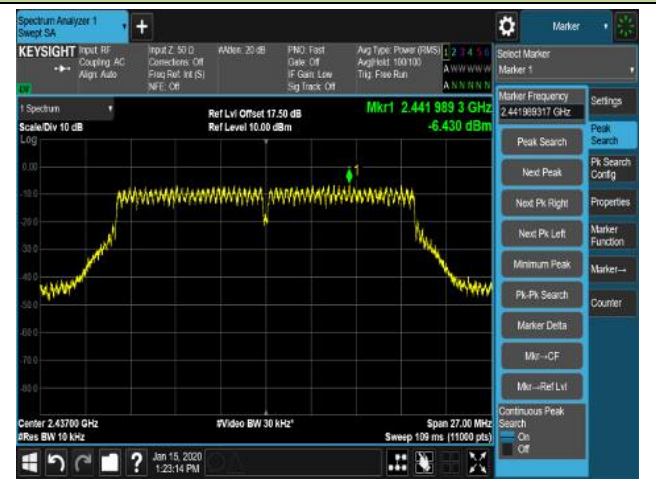 Spectrum Analyzer 1
Swept SA
Marker
KEYSIGHT
Input: RF
Coupling: AC
Align: Auto
Input Z: 50 Ω
Corrections: Off
Freq Ref: Int (S)
NFE: Off
#Atten: 20 dB
PNO: Fast
Gate: Off
IF Gain: Low
Sig Track: Off
Avg Type: Power (RMS)
Avg|Hold: 100/100
Trig: Free Run
1 2 3 4 5 6
A W W W W W
A N N N N N
Select Marker
Marker 1
1 Spectrum
Scale/Div 10 dB
Log
Ref Lvl Offset 17.50 dB
Ref Level 10.00 dBm
Mkr1 2.441 989 3 GHz
-6.430 dBm
Marker Frequency
2.441989317 GHz
Peak Search
Next Peak
Next Pk Right
Next Pk Left
Minimum Peak
Pk-Pk Search
Marker Delta
Mkr→CF
Mkr→Ref Lvl
Continuous Peak
Search
On
Off
Settings
Peak
Search
Pk Search
Config
Properties
Marker
Function
Marker→
Counter
1
0.00
-10.0
-20.0
-30.0
-40.0
-50.0
-60.0
-70.0
-80.0
Center 2.43700 GHz
#Res BW 10 kHz
#Video BW 30 kHz*
Span 27.00 MHz
Sweep 109 ms (11000 pts)
Jan 15, 2020
1:23:14 PM